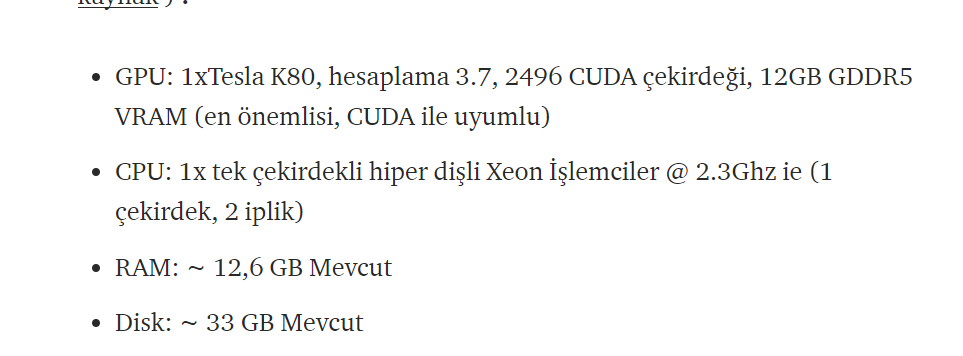 kaynak ) .
• GPU: 1xTesla K80, hesaplama 3.7, 2496 CUDA çekirdeği, 12GB GDDR5
VRAM (en önemlisi, CUDA ile uyumlu)
• CPU: 1x tek çekirdekli hiper dişli Xeon İşlemciler @ 2.3Ghz ie (1
çekirdek, 2 iplik)
• RAM: ~ 12,6 GB Mevcut
• Disk: ~ 33 GB Mevcut